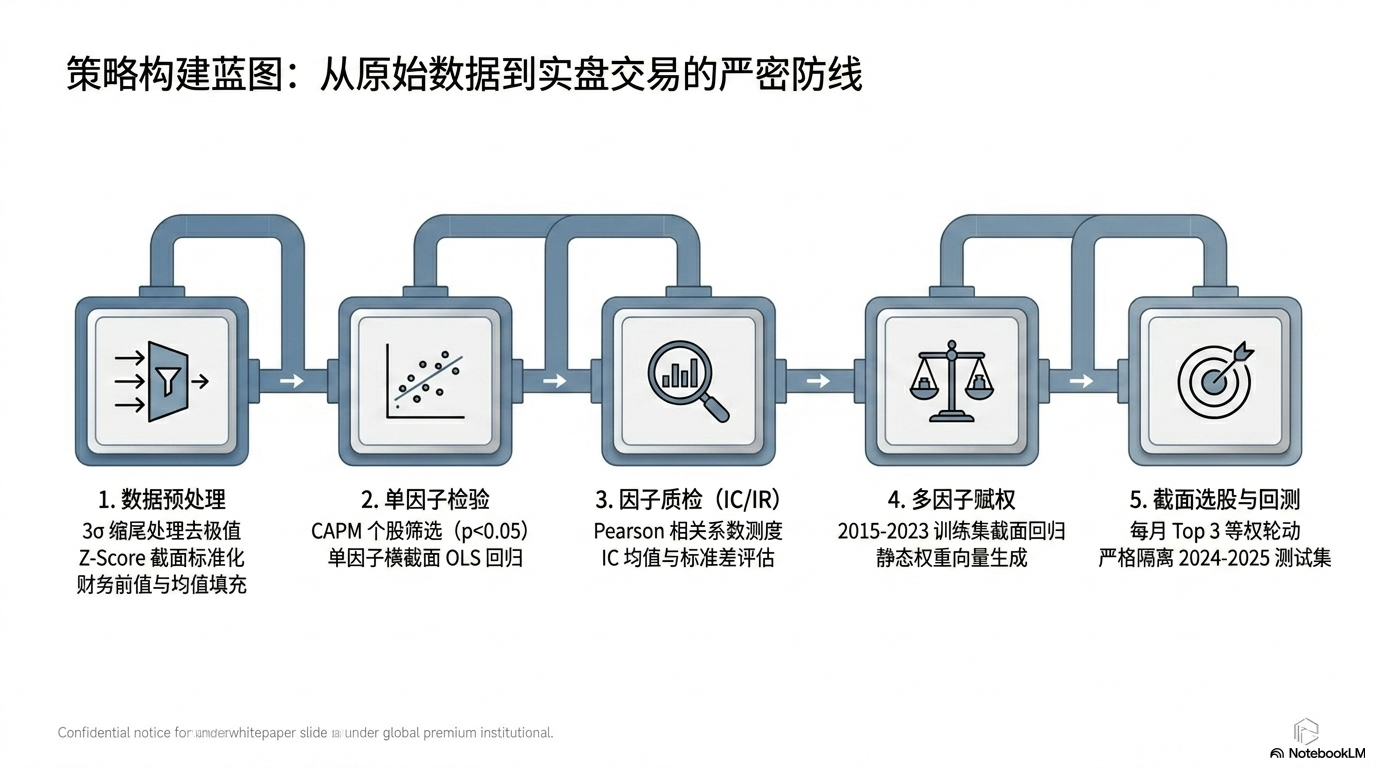 策略构建蓝图：从原始数据到实盘交易的严密防线
1. 数据预处理
3σ 缩尾处理去极值
Z-Score 截面标准化
财务前值与均值填充
2. 单因子检验
CAPM 个股筛选（p<0.05）
单因子横截面 OLS 回归
3. 因子质检（IC/IR）
Pearson 相关系数测度
IC 均值与标准差评估
4. 多因子赋权
2015-2023 训练集截面回归
静态权重向量生成
5. 截面选股与回测
每月 Top 3 等权轮动
严格隔离 2024-2025 测试集
Confidential notice for whitepaper slide under global premium institutional.
NotebookLM